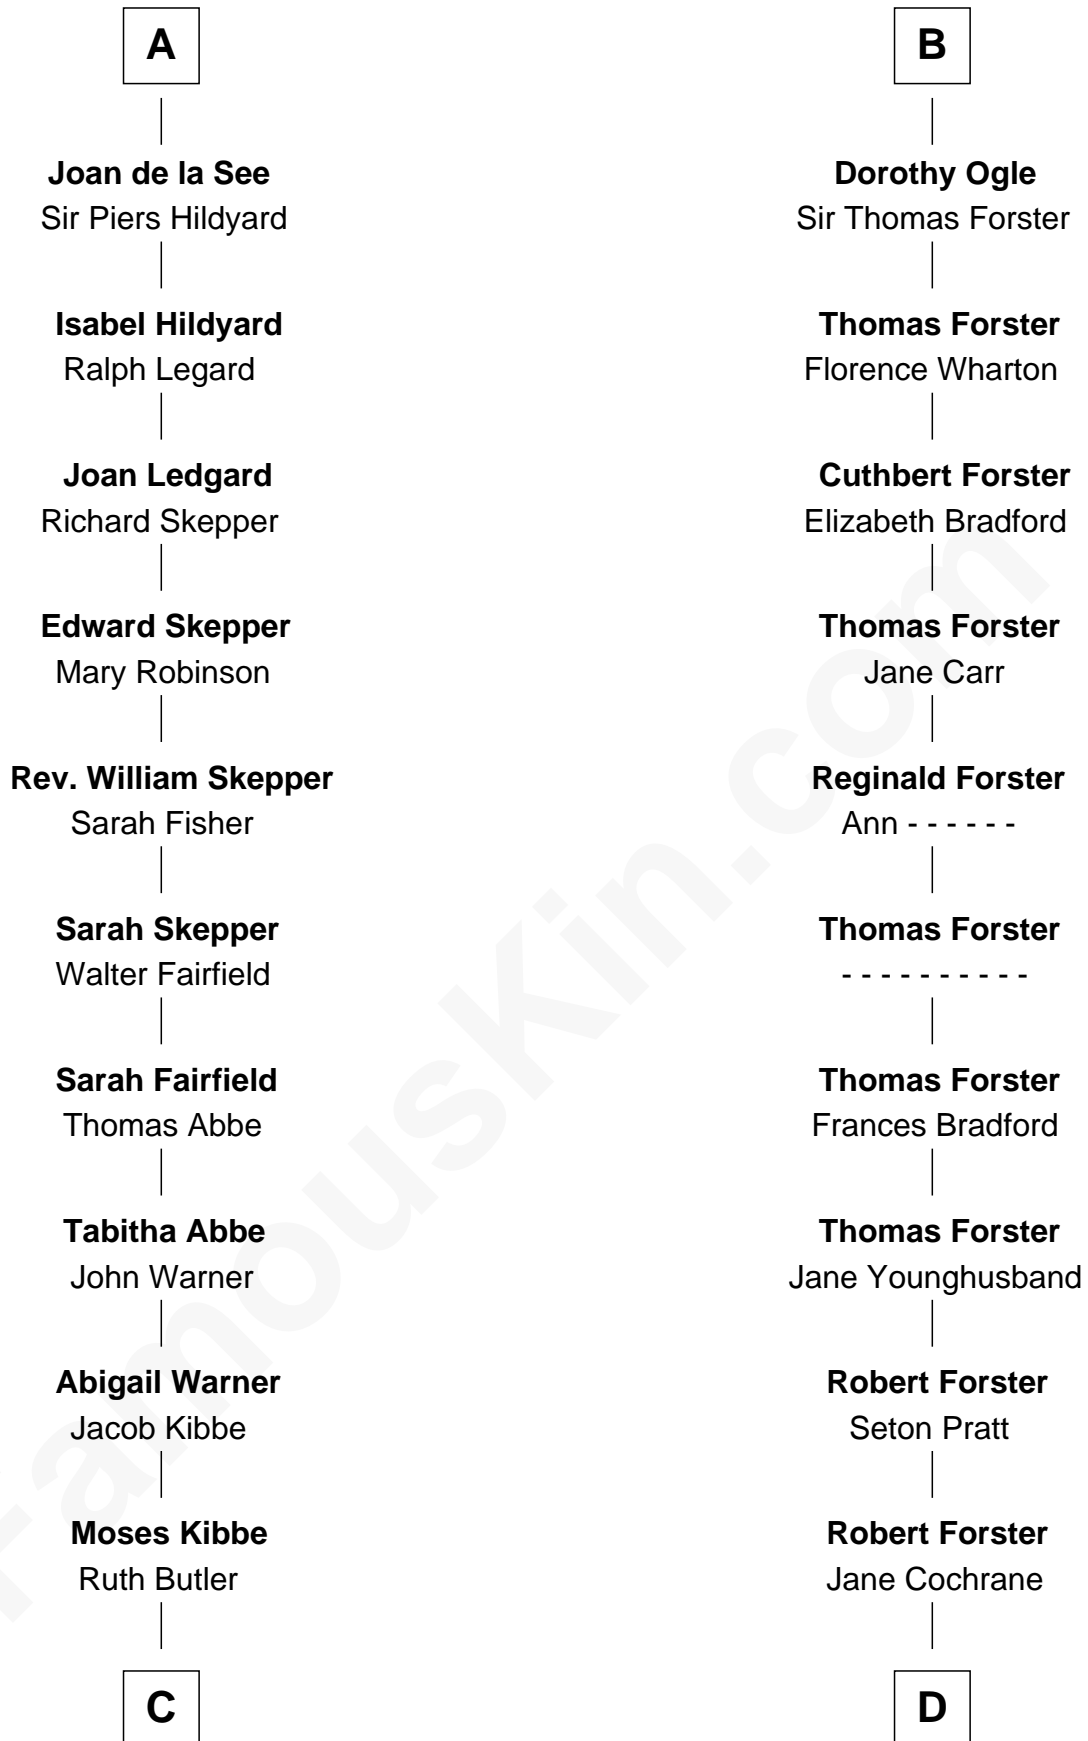 A
Joan de la See
Sir Piers Hildyard
Isabel Hildyard
Ralph Legard
Joan Ledgard
Richard Skepper
Edward Skepper
Mary Robinson
Rev. William Skepper
Sarah Fisher
Sarah Skepper
Walter Fairfield
Sarah Fairfield
Thomas Abbe
Tabitha Abbe
John Warner
Abigail Warner
Jacob Kibbe
Moses Kibbe
Ruth Butler
C
B
Dorothy Ogle
Sir Thomas Forster
Thomas Forster
Florence Wharton
Cuthbert Forster
Elizabeth Bradford
Thomas Forster
Jane Carr
Reginald Forster
Ann - - - - - -
Thomas Forster
- - - - - - - - - -
Thomas Forster
Frances Bradford
Thomas Forster
Jane Younghusband
Robert Forster
Seton Pratt
Robert Forster
Jane Cochrane
D
FamousKin.com